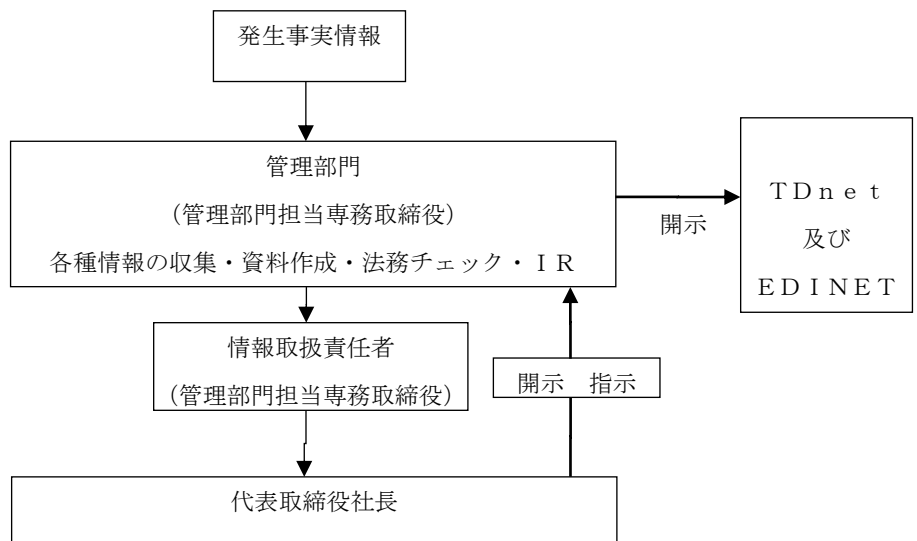 発生事実情報
管理部門
（管理部門担当専務取締役）
各種情報の収集・資料作成・法務チェック・ＩＲ
開示
ＴＤｎｅｔ
及び
ＥＤＩＮＥＴ
情報取扱責任者
（管理部門担当専務取締役）
開示　指示
代表取締役社長